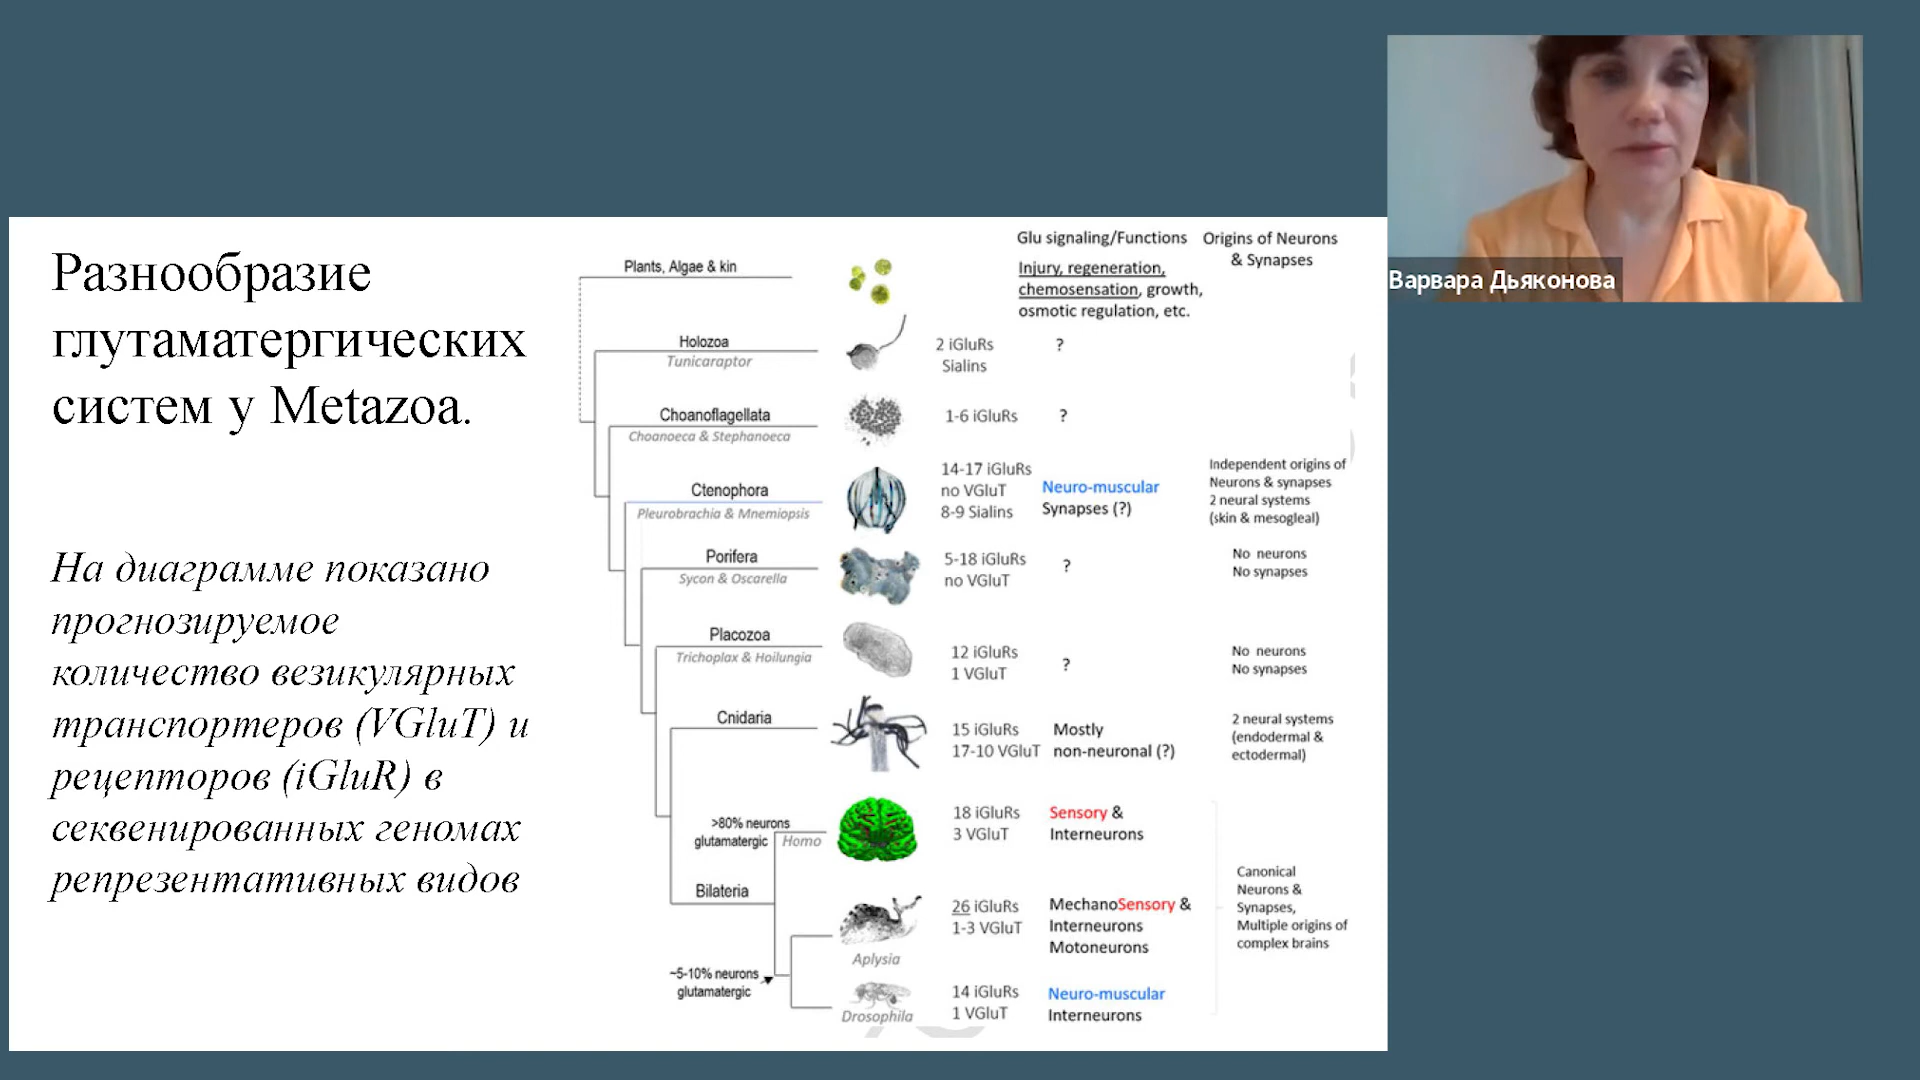 Разнообразие
глутаматергических
систем у Metazoa.
На диаграмме показано
прогнозируемое
количество везикулярных
транспортеров (VGluT) и
рецепторов (iGluR) в
секвенированных геномах
репрезентативных видов
Glu signaling/Functions
Origins of Neurons
& Synapses
Plants, Algae & kin
Injury, regeneration,
chemosensation, growth,
osmotic regulation, etc.
Holozoa
Tunicaraptor
2 iGluRs
Sialins
?
Choanoflagellata
Choanoeca & Stephanoeca
1-6 iGluRs
?
Ctenophora
Pleurobrachia & Mnemiopsis
14-17 iGluRs
no VGluT
8-9 Sialins
Neuro-muscular
Synapses (?)
Independent origins of
Neurons & synapses
2 neural systems
(skin & mesogleal)
Porifera
Sycon & Oscarella
5-18 iGluRs
no VGluT
?
No neurons
No synapses
Placozoa
Trichoplax & Hoilungia
12 iGluRs
1 VGluT
?
No neurons
No synapses
Cnidaria
15 iGluRs
17-10 VGluT
Mostly
non-neuronal (?)
2 neural systems
(endodermal &
ectodermal)
>80% neurons
glutamatergic
Homo
18 iGluRs
3 VGluT
Sensory &
Interneurons
Bilateria
26 iGluRs
1-3 VGluT
MechanoSensory &
Interneurons
Motoneurons
Aplysia
Canonical
Neurons &
Synapses,
Multiple origins of
complex brains
~5-10% neurons
glutamatergic
14 iGluRs
1 VGluT
Neuro-muscular
Interneurons
Drosophila
Варвара Дьяконова